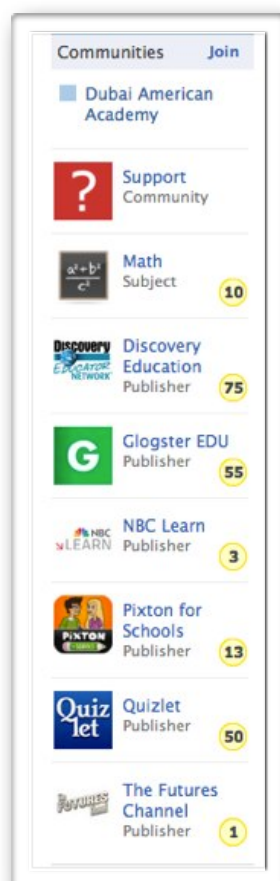 Communities Join
Dubai American
Academy
?
Support
Community
a²+b²
c²
Math
Subject
10
Discovery
EDUCATOR
NETWORK
Discovery
Education
Publisher
75
G
Glogster EDU
Publisher
55
NBC
LEARN
NBC Learn
Publisher
3
PIXTON
Pixton for
Schools
Publisher
13
Quiz
let
Quizlet
Publisher
50
FUTURES
The Futures
Channel
Publisher
1